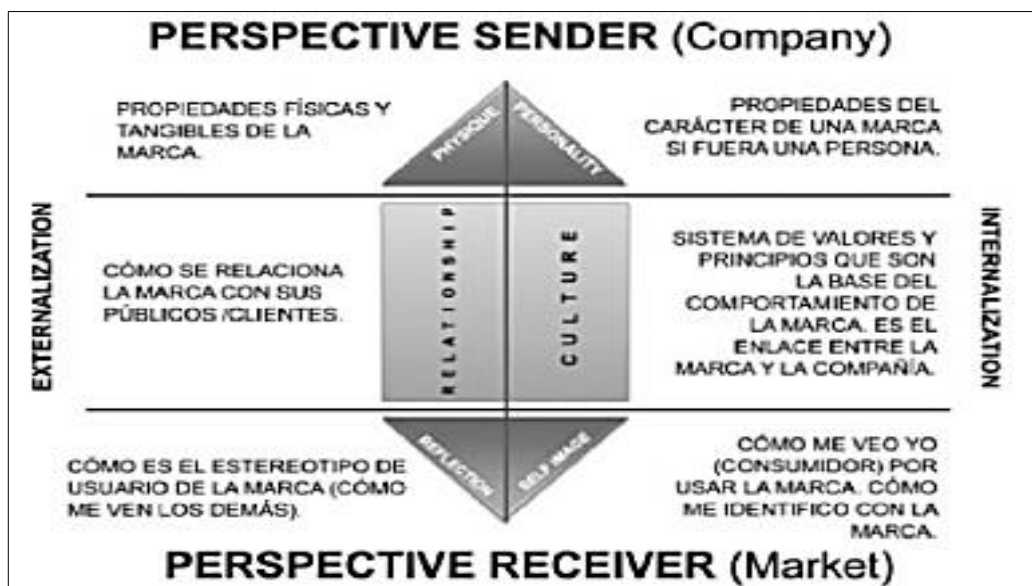 PERSPECTIVE SENDER (Company)
PROPIEDADES FÍSICAS Y
TANGIBLES DE LA
MARCA.
PHYSIQUE
PERSONALITY
PROPIEDADES DEL
CARÁCTER DE UNA MARCA
SI FUERA UNA PERSONA.
EXTERNALIZATION
CÓMO SE RELACIONA
LA MARCA CON SUS
PÚBLICOS /CLIENTES.
RELATIONSHIP
CULTURE
SISTEMA DE VALORES Y
PRINCIPIOS QUE SON
LA BASE DEL
COMPORTAMIENTO DE
LA MARCA. ES EL
ENLACE ENTRE LA
MARCA Y LA COMPAÑÍA.
INTERNALIZATION
CÓMO ES EL ESTEREOTIPO DE
USUARIO DE LA MARCA (CÓMO
ME VEN LOS DEMÁS).
REFLECTION
SELF IMAGE
CÓMO ME VEO YO
(CONSUMIDOR) POR
USAR LA MARCA. CÓMO
ME IDENTIFICO CON LA
MARCA.
PERSPECTIVE RECEIVER (Market)